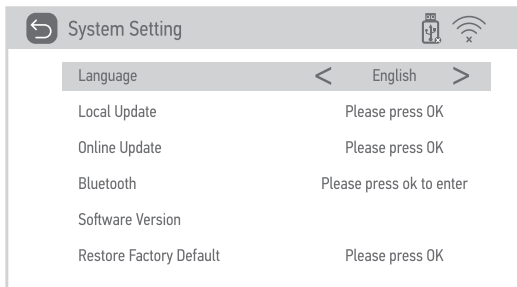 System Setting
Language < English >
Local Update Please press OK
Online Update Please press OK
Bluetooth Please press ok to enter
Software Version
Restore Factory Default Please press OK